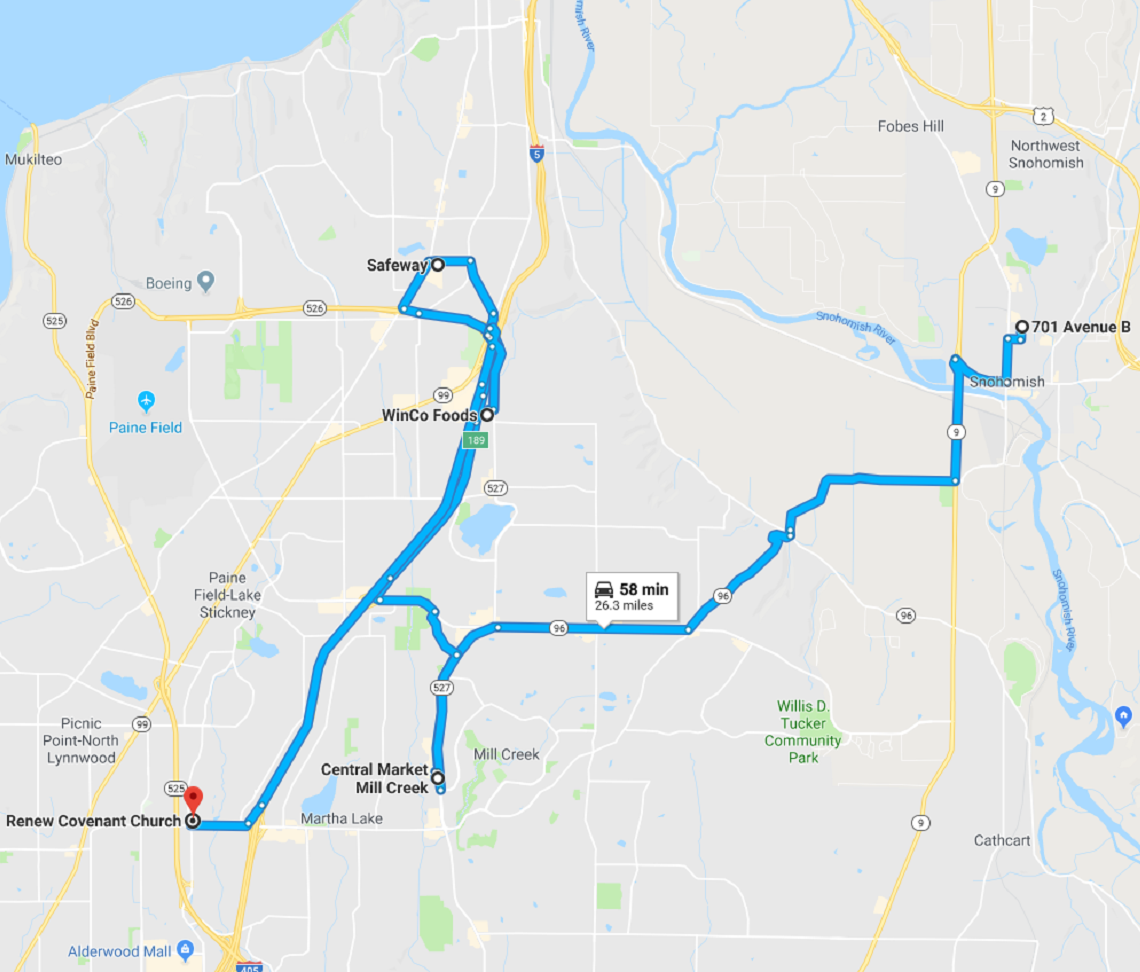 Snohomish River
5
Fobes Hill
2
Northwest
Snohomish
Mukilteo
9
Safeway
Boeing
526
526
525
Paine Field Blvd
Snohomish River
701 Avenue B
Snohomish
99
Paine Field
WinCo Foods
189
9
527
Paine
Field-Lake
Stickney
58 min
26.3 miles
96
96
96
Snohomish River
527
Willis D.
Tucker
Community
Park
99
Picnic
Point-North
Lynnwood
Mill Creek
Central Market
Mill Creek
525
Renew Covenant Church
Martha Lake
9
Cathcart
Alderwood Mall
405